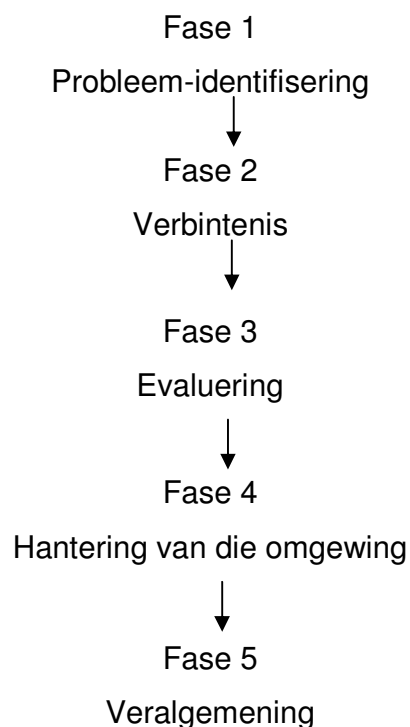 Fase 1
Probleem-identifisering
Fase 2
Verbintenis
Fase 3
Evaluering
Fase 4
Hantering van die omgewing
Fase 5
Veralgemening